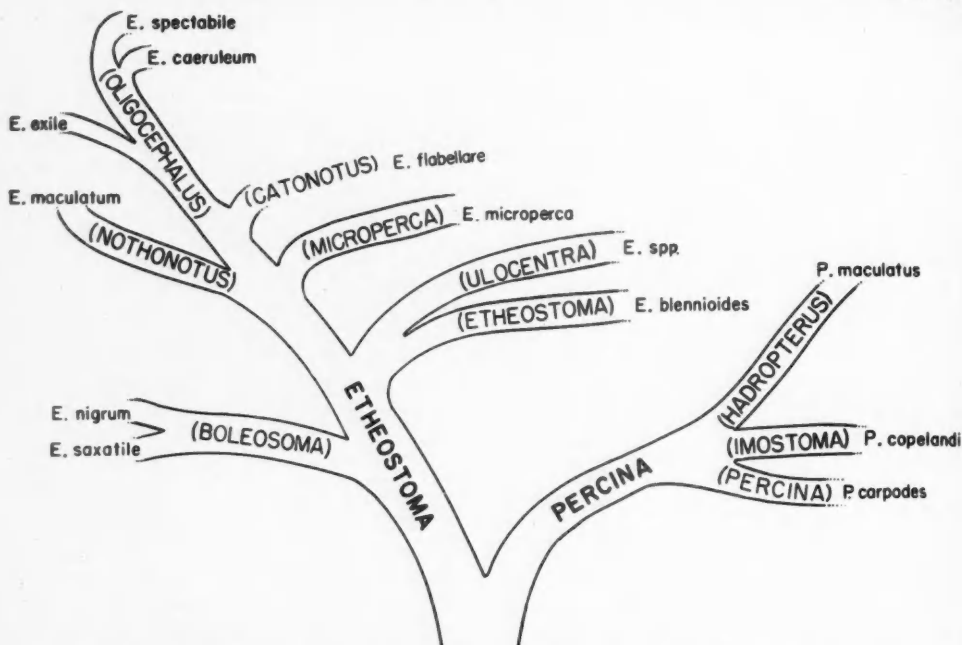 E. spectabile
E. caeruleum
(OLIGOCEPHALUS)
E. exile
(CATONOTUS) E. flabellare
E. maculatum
(NOTHONOTUS)
(MICROPERCA) E. microperca
(ULOCENTRA) E. spp.
(ETHEOSTOMA) E. blennioides
P. maculatus
(HADROPTERUS)
ETHEOSTOMA
E. nigrum
(BOLEOSOMA)
E. saxatile
PERCINA
(IMOSTOMA) P. copelandi
(PERCINA) P. carpodes